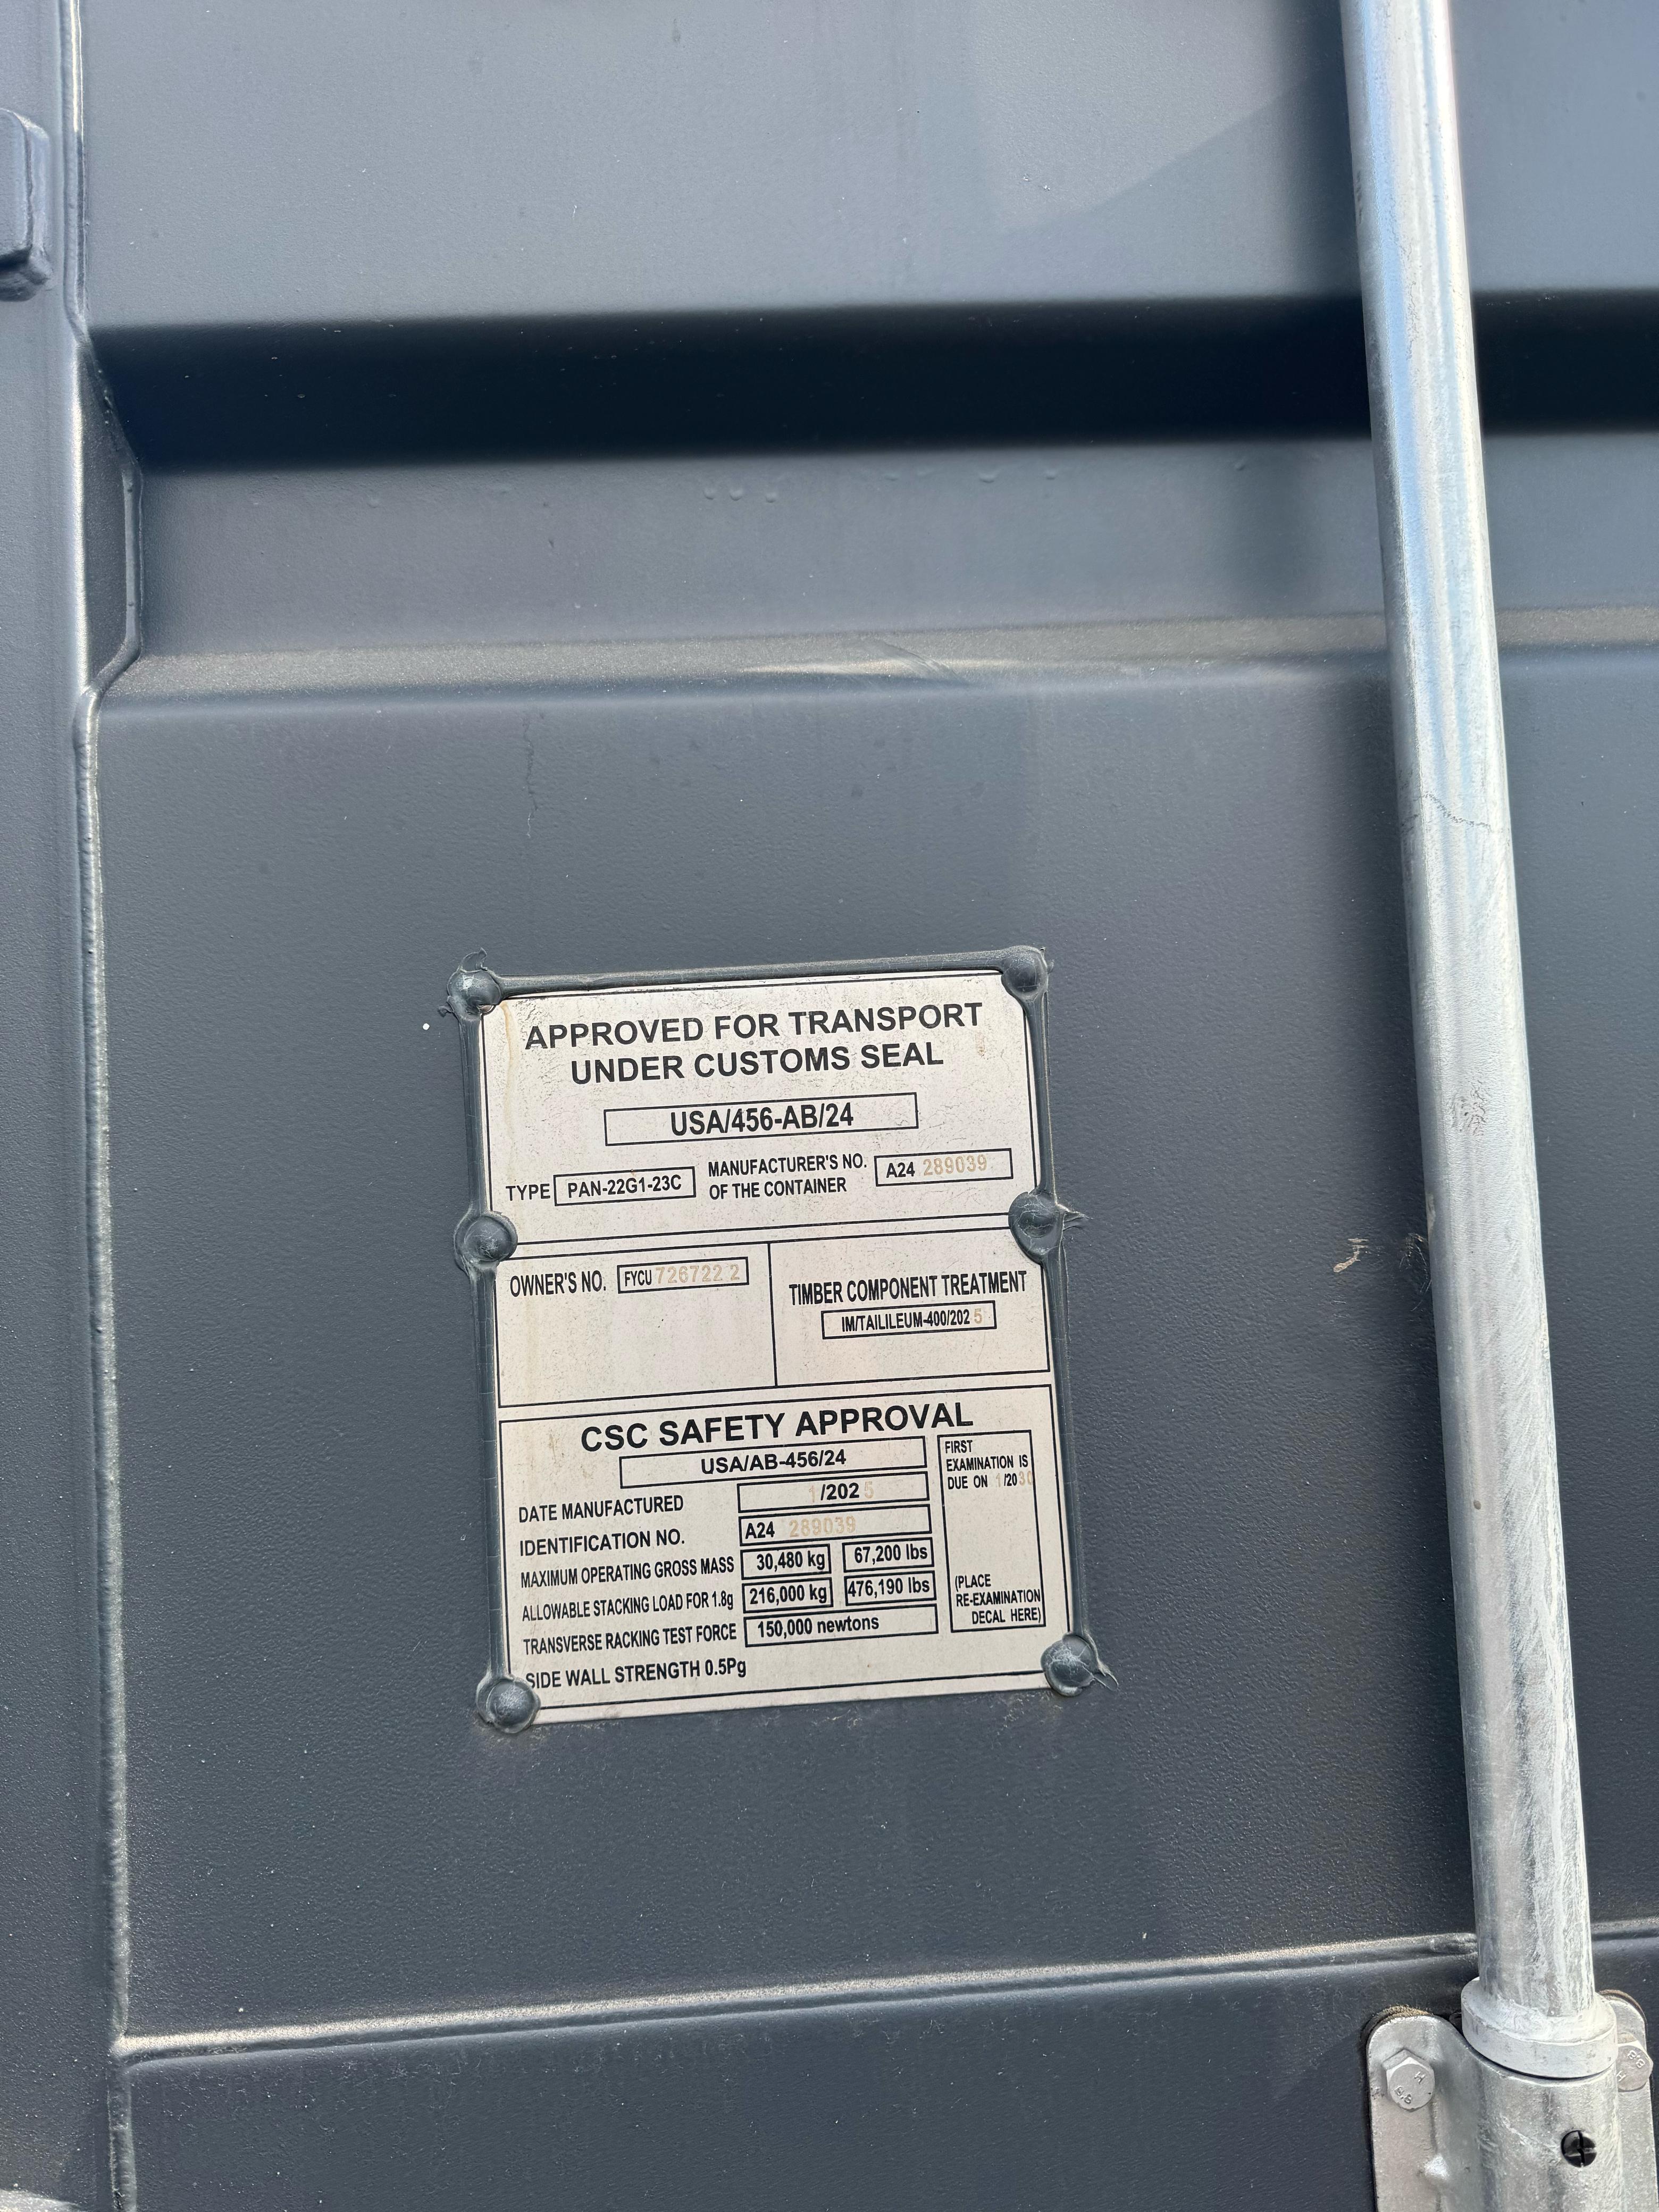 APPROVED FOR TRANSPORT
UNDER CUSTOMS SEAL
USA/456-AB/24
TYPE PAN-22G1-23C MANUFACTURER'S NO. OF THE CONTAINER A24 289039
OWNER'S NO. FYCU 726722 2
TIMBER COMPONENT TREATMENT
IM/TAILILEUM-400/2025
CSC SAFETY APPROVAL
USA/AB-456/24
DATE MANUFACTURED 1/2025
IDENTIFICATION NO. A24 289039
MAXIMUM OPERATING GROSS MASS 30,480 kg 67,200 lbs
ALLOWABLE STACKING LOAD FOR 1.8g 216,000 kg 476,190 lbs
TRANSVERSE RACKING TEST FORCE 150,000 newtons
SIDE WALL STRENGTH 0.5Pg
FIRST
EXAMINATION IS
DUE ON 1/2030
(PLACE
RE-EXAMINATION
DECAL HERE)
H
8.8
8.8
H